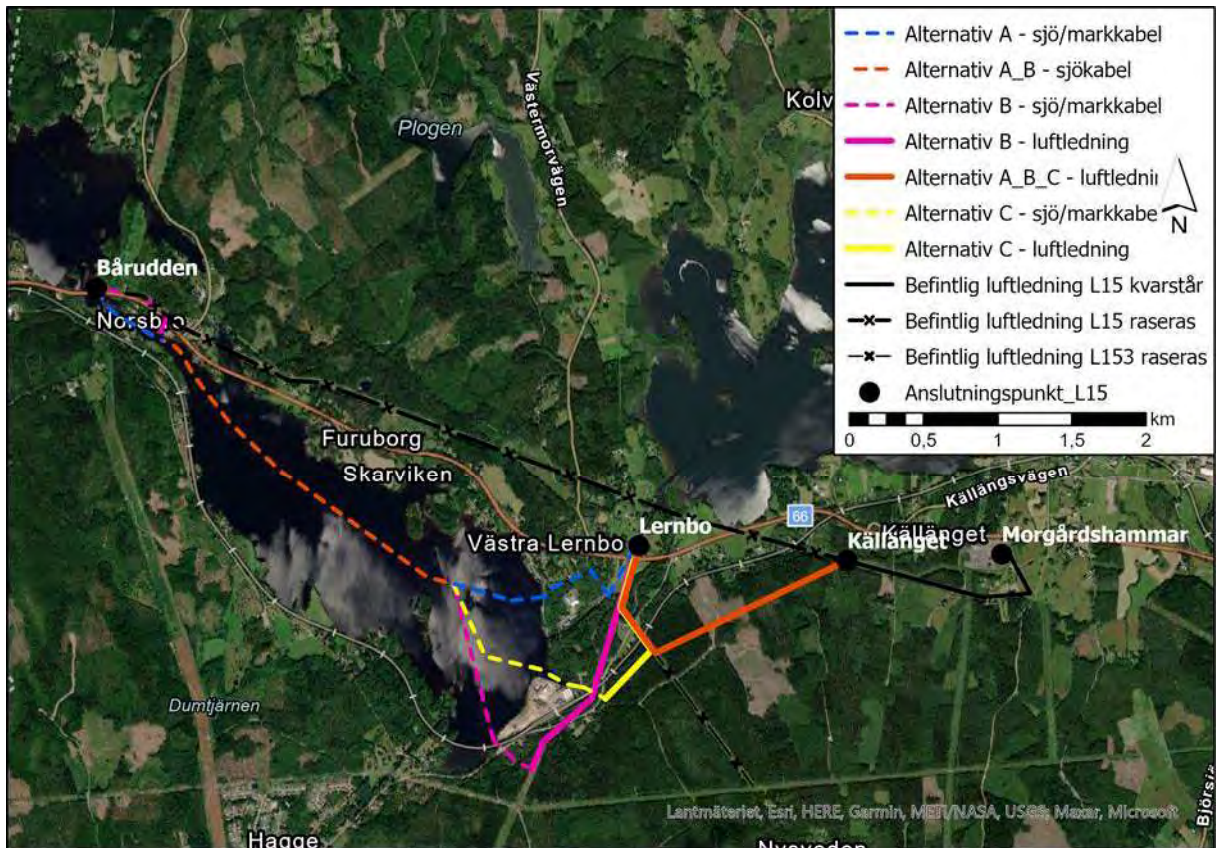 Alternativ A - sjö/markkabel
Alternativ A_B - sjökabel
Alternativ B - sjö/markkabel
Alternativ B - luftledning
Alternativ A_B_C - luftledni
Alternativ C - sjö/markkabe
Alternativ C - luftledning
Befintlig luftledning L15 kvarstår
Befintlig luftledning L15 raseras
Befintlig luftledning L153 raseras
Anslutningspunkt_L15
km
0 0,5 1 1,5 2
N
Kolv
Plogen
Västermorvägen
Bårudden
Furuborg
Skarviken
Källängsvägen
66
Västra Lernbo
Lernbo
Källänget
Källänget
Morgårdshammar
Dumtjärnen
Hagge
Lantmäteriet, Esri, HERE, Garmin, METI/NASA, USGS; Maxar, Microsoft